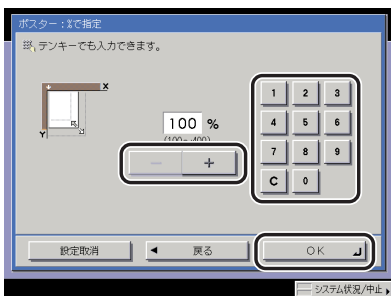 ポスター：%で指定
テンキーでも入力できます。
X
Y
100 %
(100~400)
− +
1 2 3
4 5 6
7 8 9
C 0
設定取消
◀ 戻る
OK
システム状況/中止